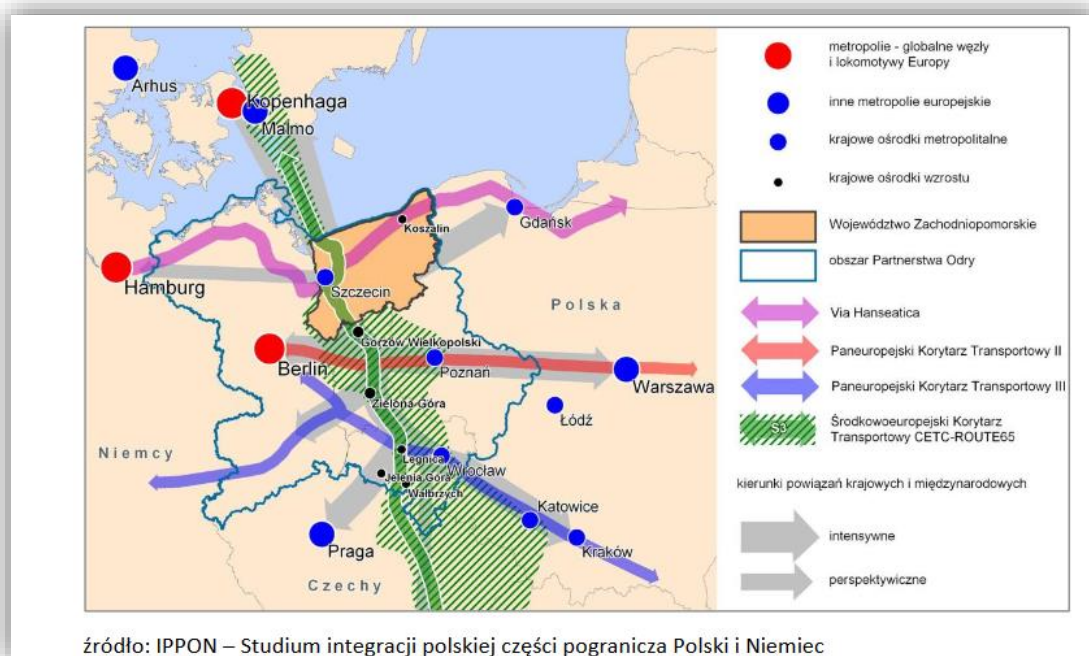 Arhus
Kopenhaga
Malmo
Koszalin
Gdańsk
Hamburg
Szczecin
Polska
Gorzów Wielkopolski
Berlin
Poznań
Warszawa
Zielona Góra
Łódź
Niemcy
Legnica
Wrocław
Jelenia Góra
Wałbrzych
Katowice
Praga
Kraków
Czechy
metropolie - globalne węzły
i lokomotywy Europy
inne metropolie europejskie
krajowe ośrodki metropolitalne
krajowe ośrodki wzrostu
Województwo Zachodniopomorskie
obszar Partnerstwa Odry
Via Hanseatica
Paneuropejski Korytarz Transportowy II
Paneuropejski Korytarz Transportowy III
S3
Środkowoeuropejski Korytarz
Transportowy CETC-ROUTE65
kierunki powiązań krajowych i międzynarodowych
intensywne
perspektywiczne
źródło: IPPON – Studium integracji polskiej części pogranicza Polski i Niemiec